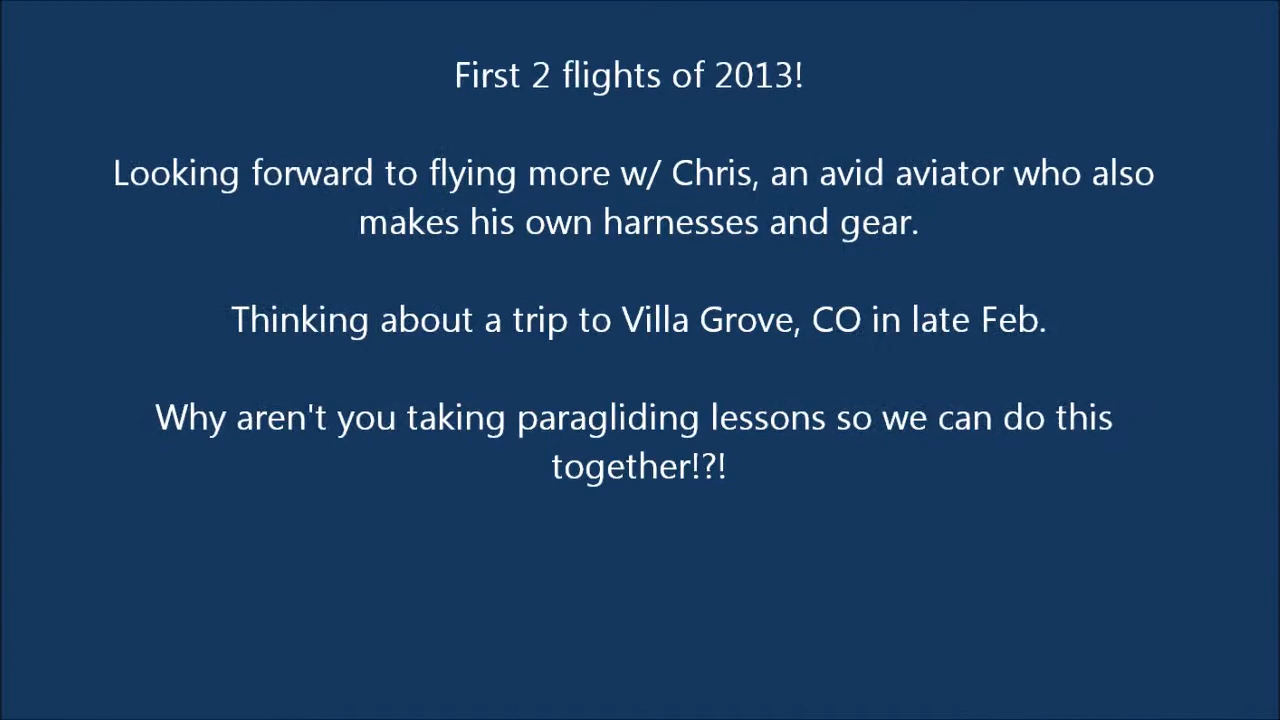 First 2 flights of 2013!
Looking forward to flying more w/ Chris, an avid aviator who also
makes his own harnesses and gear.
Thinking about a trip to Villa Grove, CO in late Feb.
Why aren't you taking paragliding lessons so we can do this
together!?!